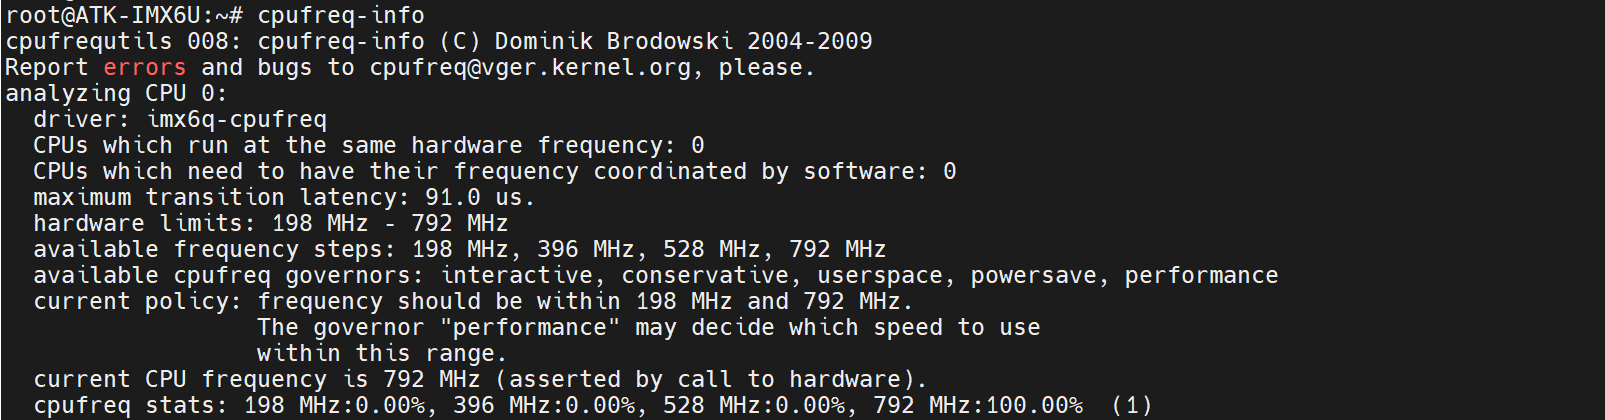 root@ATK-IMX6U:~# cpufreq-info
cpufrequtils 008: cpufreq-info (C) Dominik Brodowski 2004-2009
Report errors and bugs to cpufreq@vger.kernel.org, please.
analyzing CPU 0:
  driver: imx6q-cpufreq
  CPUs which run at the same hardware frequency: 0
  CPUs which need to have their frequency coordinated by software: 0
  maximum transition latency: 91.0 us.
  hardware limits: 198 MHz - 792 MHz
  available frequency steps: 198 MHz, 396 MHz, 528 MHz, 792 MHz
  available cpufreq governors: interactive, conservative, userspace, powersave, performance
  current policy: frequency should be within 198 MHz and 792 MHz.
                  The governor "performance" may decide which speed to use
                  within this range.
  current CPU frequency is 792 MHz (asserted by call to hardware).
  cpufreq stats: 198 MHz:0.00%, 396 MHz:0.00%, 528 MHz:0.00%, 792 MHz:100.00%  (1)